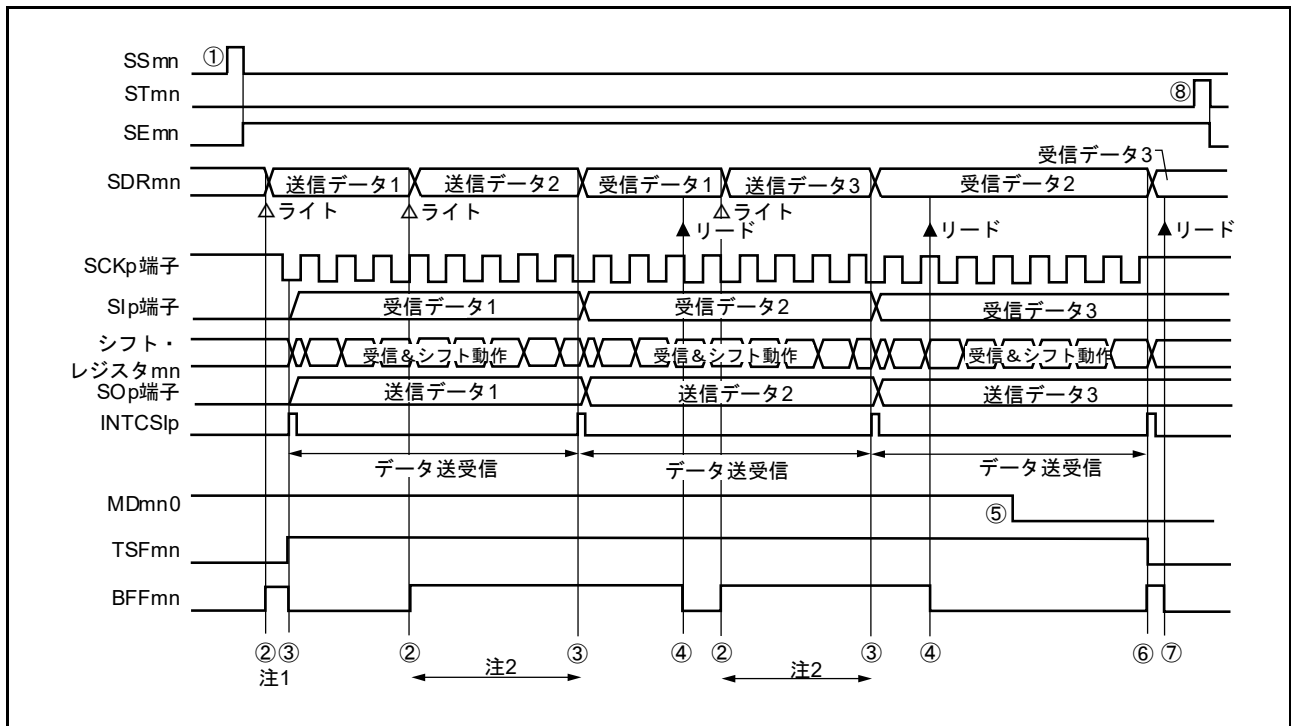 SSmn ① 
STmn ⑧
SEmn
受信データ3
SDRmn 送信データ1 送信データ2 受信データ1 送信データ3 受信データ2
△ライト △ライト △ライト
▲リード ▲リード ▲リード
SCKp端子
SIp端子 受信データ1 受信データ2 受信データ3
シフト・
レジスタmn 受信&シフト動作 受信&シフト動作 受信&シフト動作
SOp端子 送信データ1 送信データ2 送信データ3
INTCSIp
データ送受信 データ送受信 データ送受信
MDmn0 ⑤
TSFmn
BFFmn
②③ ② ③ ④ ② ③ ④ ⑥ ⑦
注1 注2 注2